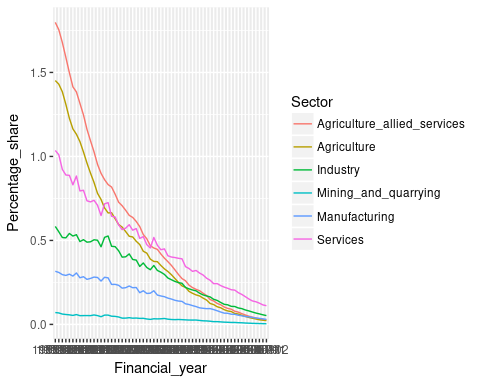 Percentage_share
1.5
1.0
0.5
0.0
Financial_year
Sector
Agriculture_allied_services
Agriculture
Industry
Mining_and_quarrying
Manufacturing
Services